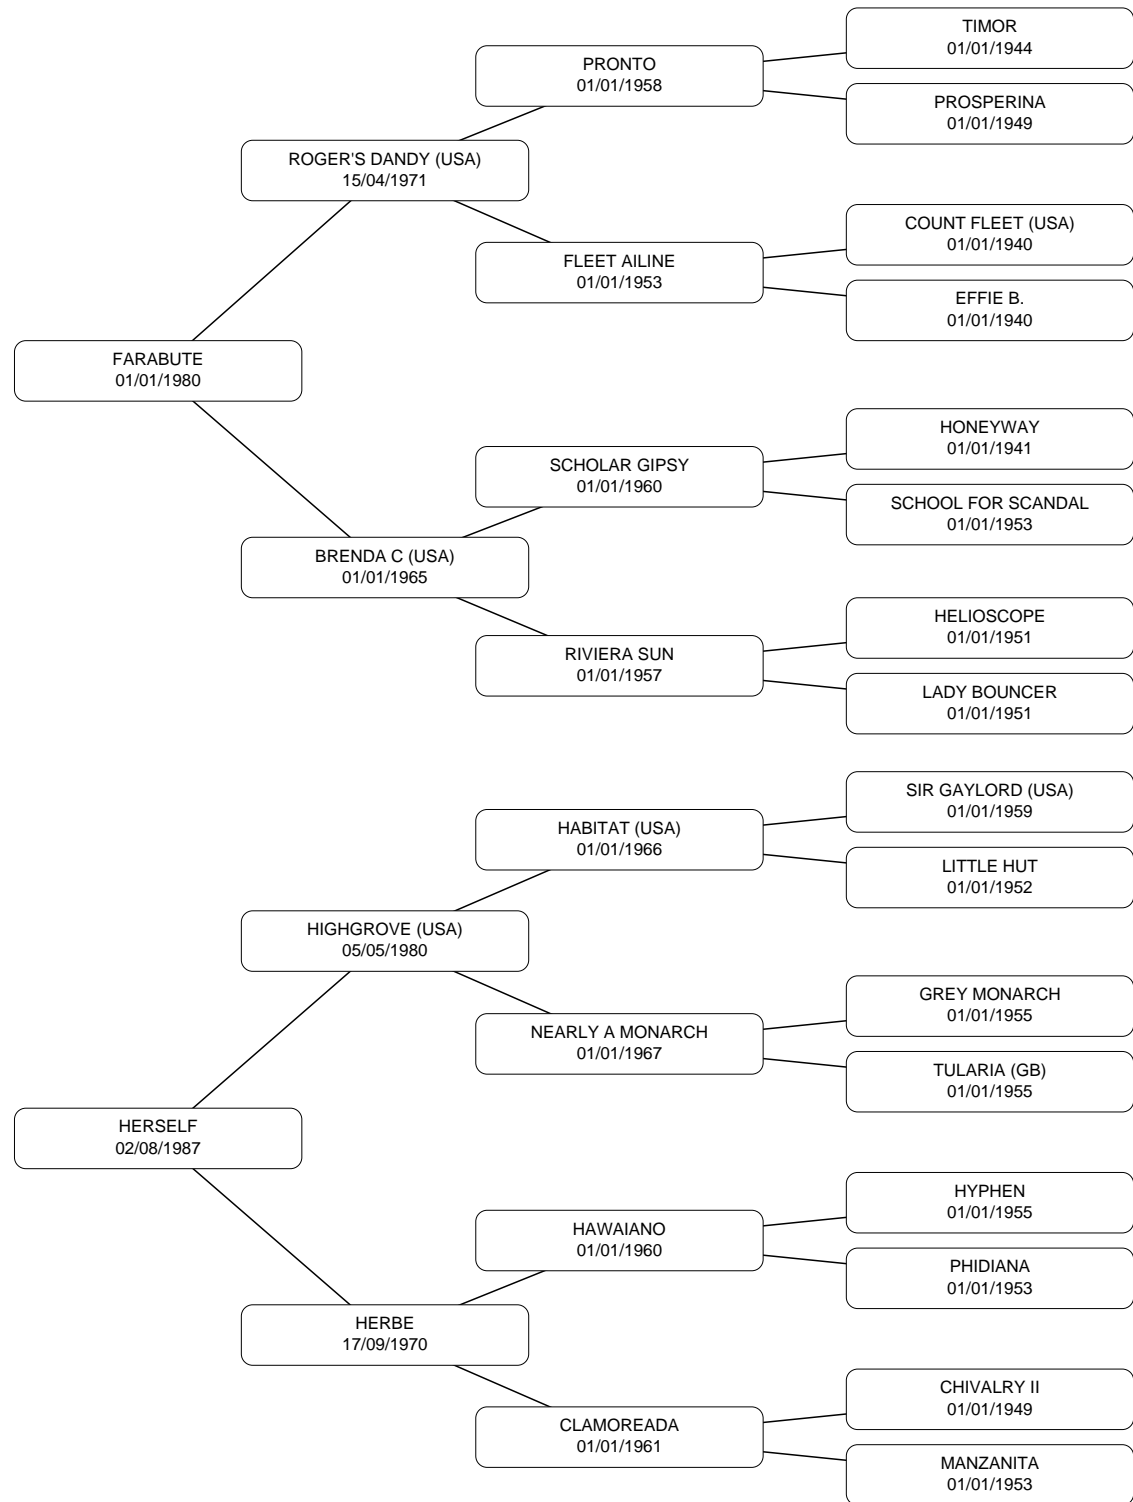 TIMOR
01/01/1944
PRONTO
01/01/1958
PROSPERINA
01/01/1949
ROGER'S DANDY (USA)
15/04/1971
COUNT FLEET (USA)
01/01/1940
FLEET AILINE
01/01/1953
EFFIE B.
01/01/1940
FARABUTE
01/01/1980
HONEYWAY
01/01/1941
SCHOLAR GIPSY
01/01/1960
SCHOOL FOR SCANDAL
01/01/1953
BRENDA C (USA)
01/01/1965
HELIOSCOPE
01/01/1951
RIVIERA SUN
01/01/1957
LADY BOUNCER
01/01/1951
SIR GAYLORD (USA)
01/01/1959
HABITAT (USA)
01/01/1966
LITTLE HUT
01/01/1952
HIGHGROVE (USA)
05/05/1980
GREY MONARCH
01/01/1955
NEARLY A MONARCH
01/01/1967
TULARIA (GB)
01/01/1955
HERSELF
02/08/1987
HYPHEN
01/01/1955
HAWAIANO
01/01/1960
PHIDIANA
01/01/1953
HERBE
17/09/1970
CHIVALRY II
01/01/1949
CLAMOREADA
01/01/1961
MANZANITA
01/01/1953